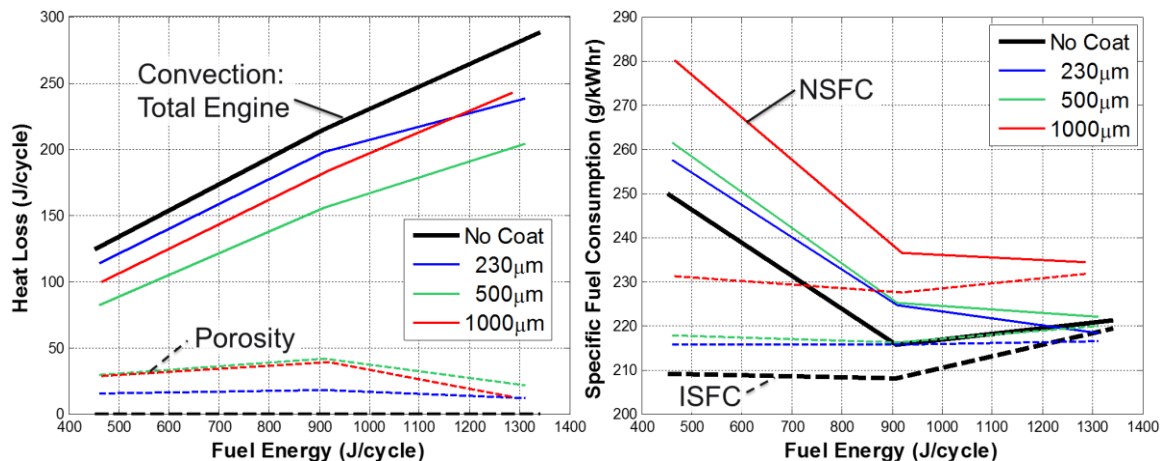 300
250
200
150
100
50
0
Heat Loss (J/cycle)
Convection:
Total Engine
No Coat
230μm
500μm
1000μm
Porosity
400 500 600 700 800 900 1000 1100 1200 1300 1400
Fuel Energy (J/cycle)
290
280
270
260
250
240
230
220
210
200
Specific Fuel Consumption (g/kWhr)
NSFC
No Coat
230μm
500μm
1000μm
ISFC
400 500 600 700 800 900 1000 1100 1200 1300 1400
Fuel Energy (J/cycle)